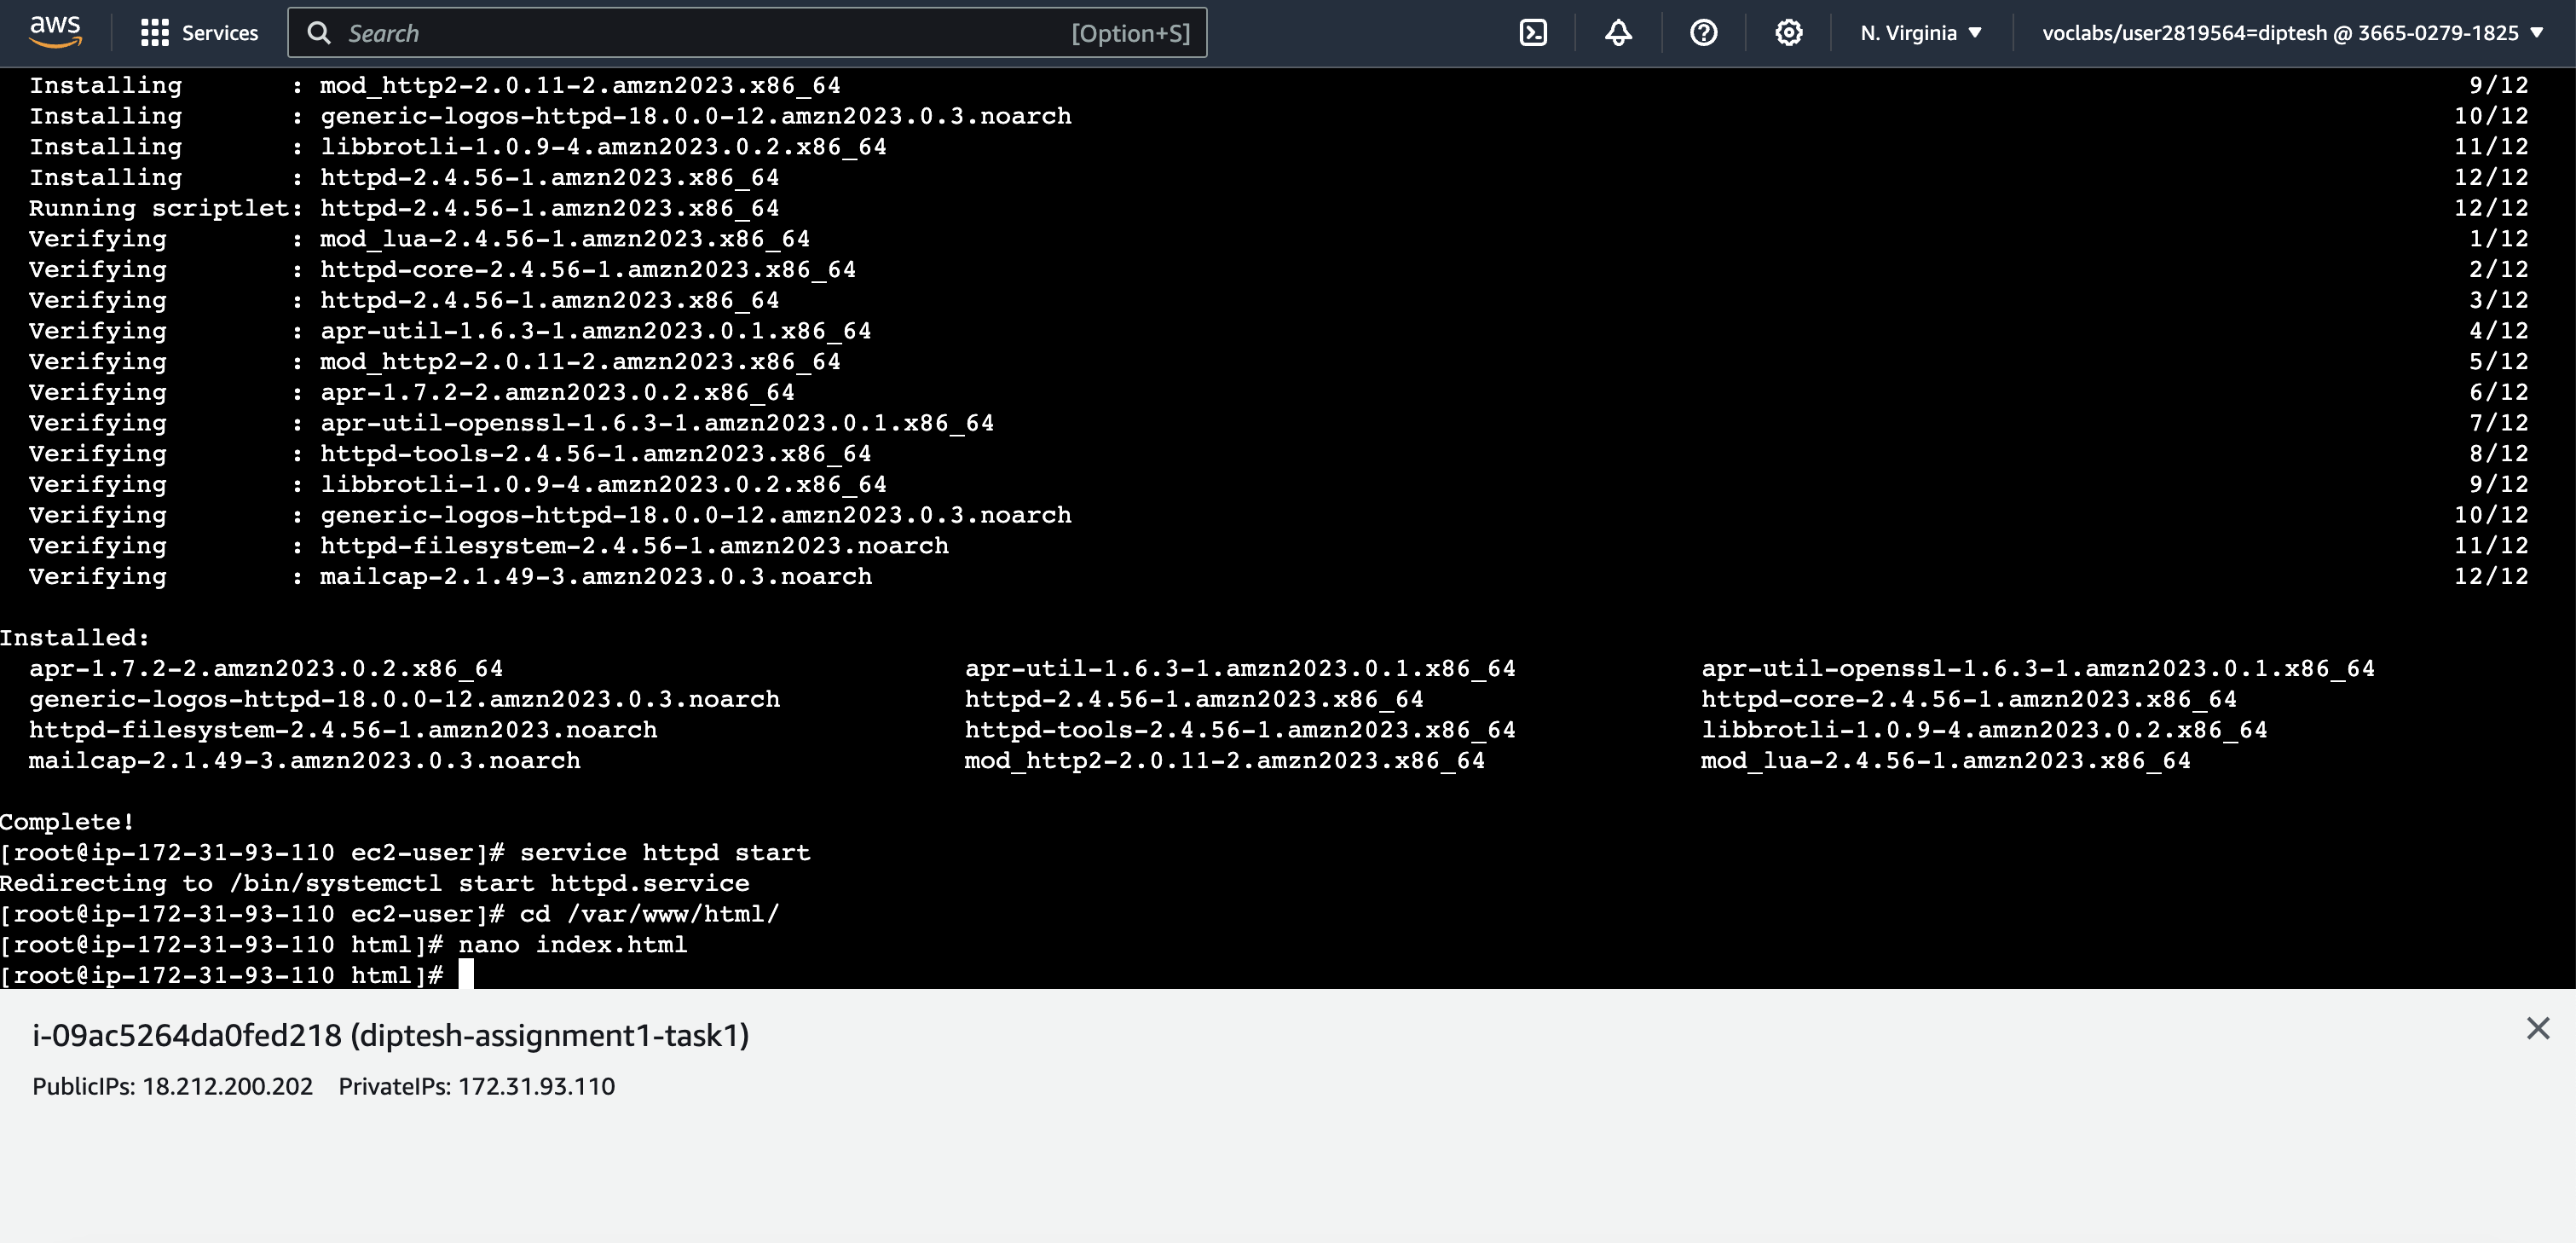 aws Services Search [Option+S] N. Virginia voclabs/user2819564=diptesh @ 3665-0279-1825
Installing : mod_http2-2.0.11-2.amzn2023.x86_64 9/12
Installing : generic-logos-httpd-18.0.0-12.amzn2023.0.3.noarch 10/12
Installing : libbrotli-1.0.9-4.amzn2023.0.2.x86_64 11/12
Installing : httpd-2.4.56-1.amzn2023.x86_64 12/12
Running scriptlet: httpd-2.4.56-1.amzn2023.x86_64 12/12
Verifying : mod_lua-2.4.56-1.amzn2023.x86_64 1/12
Verifying : httpd-core-2.4.56-1.amzn2023.x86_64 2/12
Verifying : httpd-2.4.56-1.amzn2023.x86_64 3/12
Verifying : apr-util-1.6.3-1.amzn2023.0.1.x86_64 4/12
Verifying : mod_http2-2.0.11-2.amzn2023.x86_64 5/12
Verifying : apr-1.7.2-2.amzn2023.0.2.x86_64 6/12
Verifying : apr-util-openssl-1.6.3-1.amzn2023.0.1.x86_64 7/12
Verifying : httpd-tools-2.4.56-1.amzn2023.x86_64 8/12
Verifying : libbrotli-1.0.9-4.amzn2023.0.2.x86_64 9/12
Verifying : generic-logos-httpd-18.0.0-12.amzn2023.0.3.noarch 10/12
Verifying : httpd-filesystem-2.4.56-1.amzn2023.noarch 11/12
Verifying : mailcap-2.1.49-3.amzn2023.0.3.noarch 12/12
Installed:
apr-1.7.2-2.amzn2023.0.2.x86_64 apr-util-1.6.3-1.amzn2023.0.1.x86_64 apr-util-openssl-1.6.3-1.amzn2023.0.1.x86_64
generic-logos-httpd-18.0.0-12.amzn2023.0.3.noarch httpd-2.4.56-1.amzn2023.x86_64 httpd-core-2.4.56-1.amzn2023.x86_64
httpd-filesystem-2.4.56-1.amzn2023.noarch httpd-tools-2.4.56-1.amzn2023.x86_64 libbrotli-1.0.9-4.amzn2023.0.2.x86_64
mailcap-2.1.49-3.amzn2023.0.3.noarch mod_http2-2.0.11-2.amzn2023.x86_64 mod_lua-2.4.56-1.amzn2023.x86_64
Complete!
[root@ip-172-31-93-110 ec2-user]# service httpd start
Redirecting to /bin/systemctl start httpd.service
[root@ip-172-31-93-110 ec2-user]# cd /var/www/html/
[root@ip-172-31-93-110 html]# nano index.html
[root@ip-172-31-93-110 html]#
i-09ac5264da0fed218 (diptesh-assignment1-task1)
PublicIPs: 18.212.200.202 PrivateIPs: 172.31.93.110